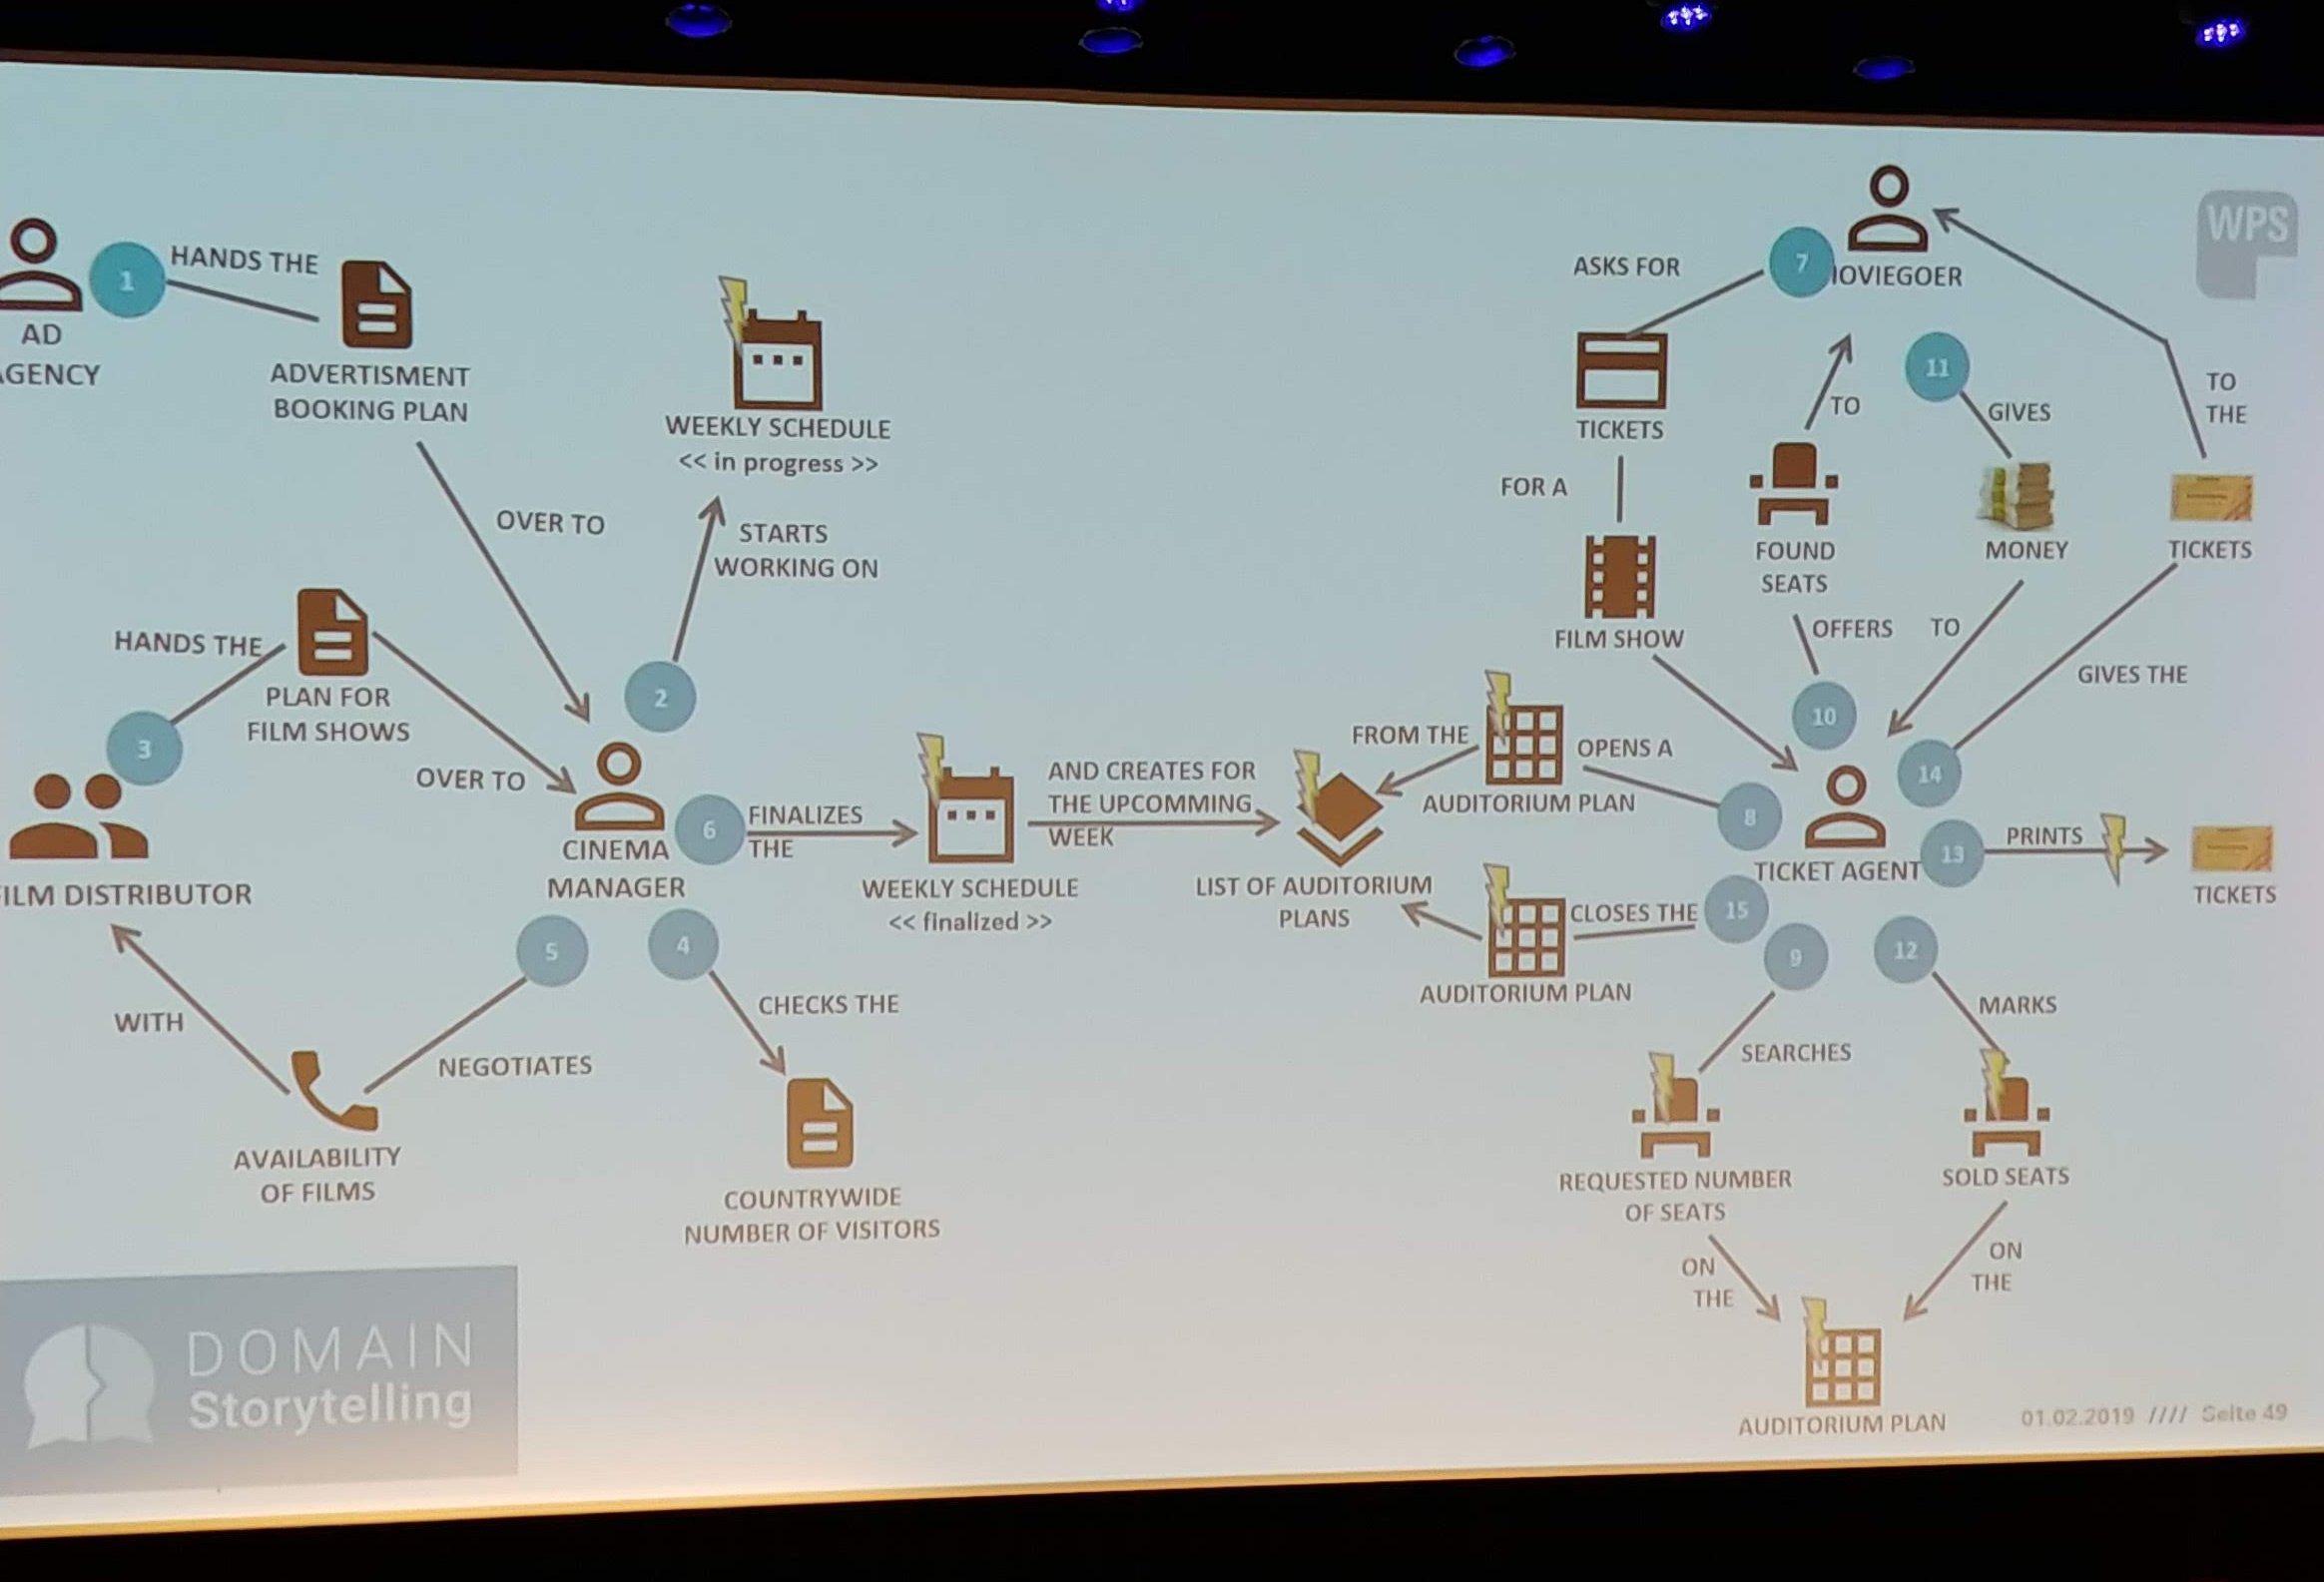 WPS
1
HANDS THE
AD
AGENCY
ADVERTISMENT
BOOKING PLAN
OVER TO
WEEKLY SCHEDULE
<< in progress >>
STARTS
WORKING ON
2
HANDS THE
PLAN FOR
FILM SHOWS
3
OVER TO
FILM DISTRIBUTOR
CINEMA
MANAGER
6
FINALIZES
THE
WEEKLY SCHEDULE
<< finalized >>
AND CREATES FOR
THE UPCOMMING
WEEK
LIST OF AUDITORIUM
PLANS
5
4
WITH
NEGOTIATES
AVAILABILITY
OF FILMS
CHECKS THE
COUNTRYWIDE
NUMBER OF VISITORS
ASKS FOR
7
IOVIEGOER
TICKETS
FOR A
FILM SHOW
TO
11
GIVES
TO
THE
FOUND
SEATS
MONEY
TICKETS
OFFERS
TO
GIVES THE
10
14
FROM THE
OPENS A
AUDITORIUM PLAN
8
TICKET AGENT
13
PRINTS
TICKETS
CLOSES THE
15
AUDITORIUM PLAN
9
12
SEARCHES
MARKS
REQUESTED NUMBER
OF SEATS
SOLD SEATS
ON
THE
ON
THE
AUDITORIUM PLAN
DOMAIN
Storytelling
01.02.2019 //// Seite 49